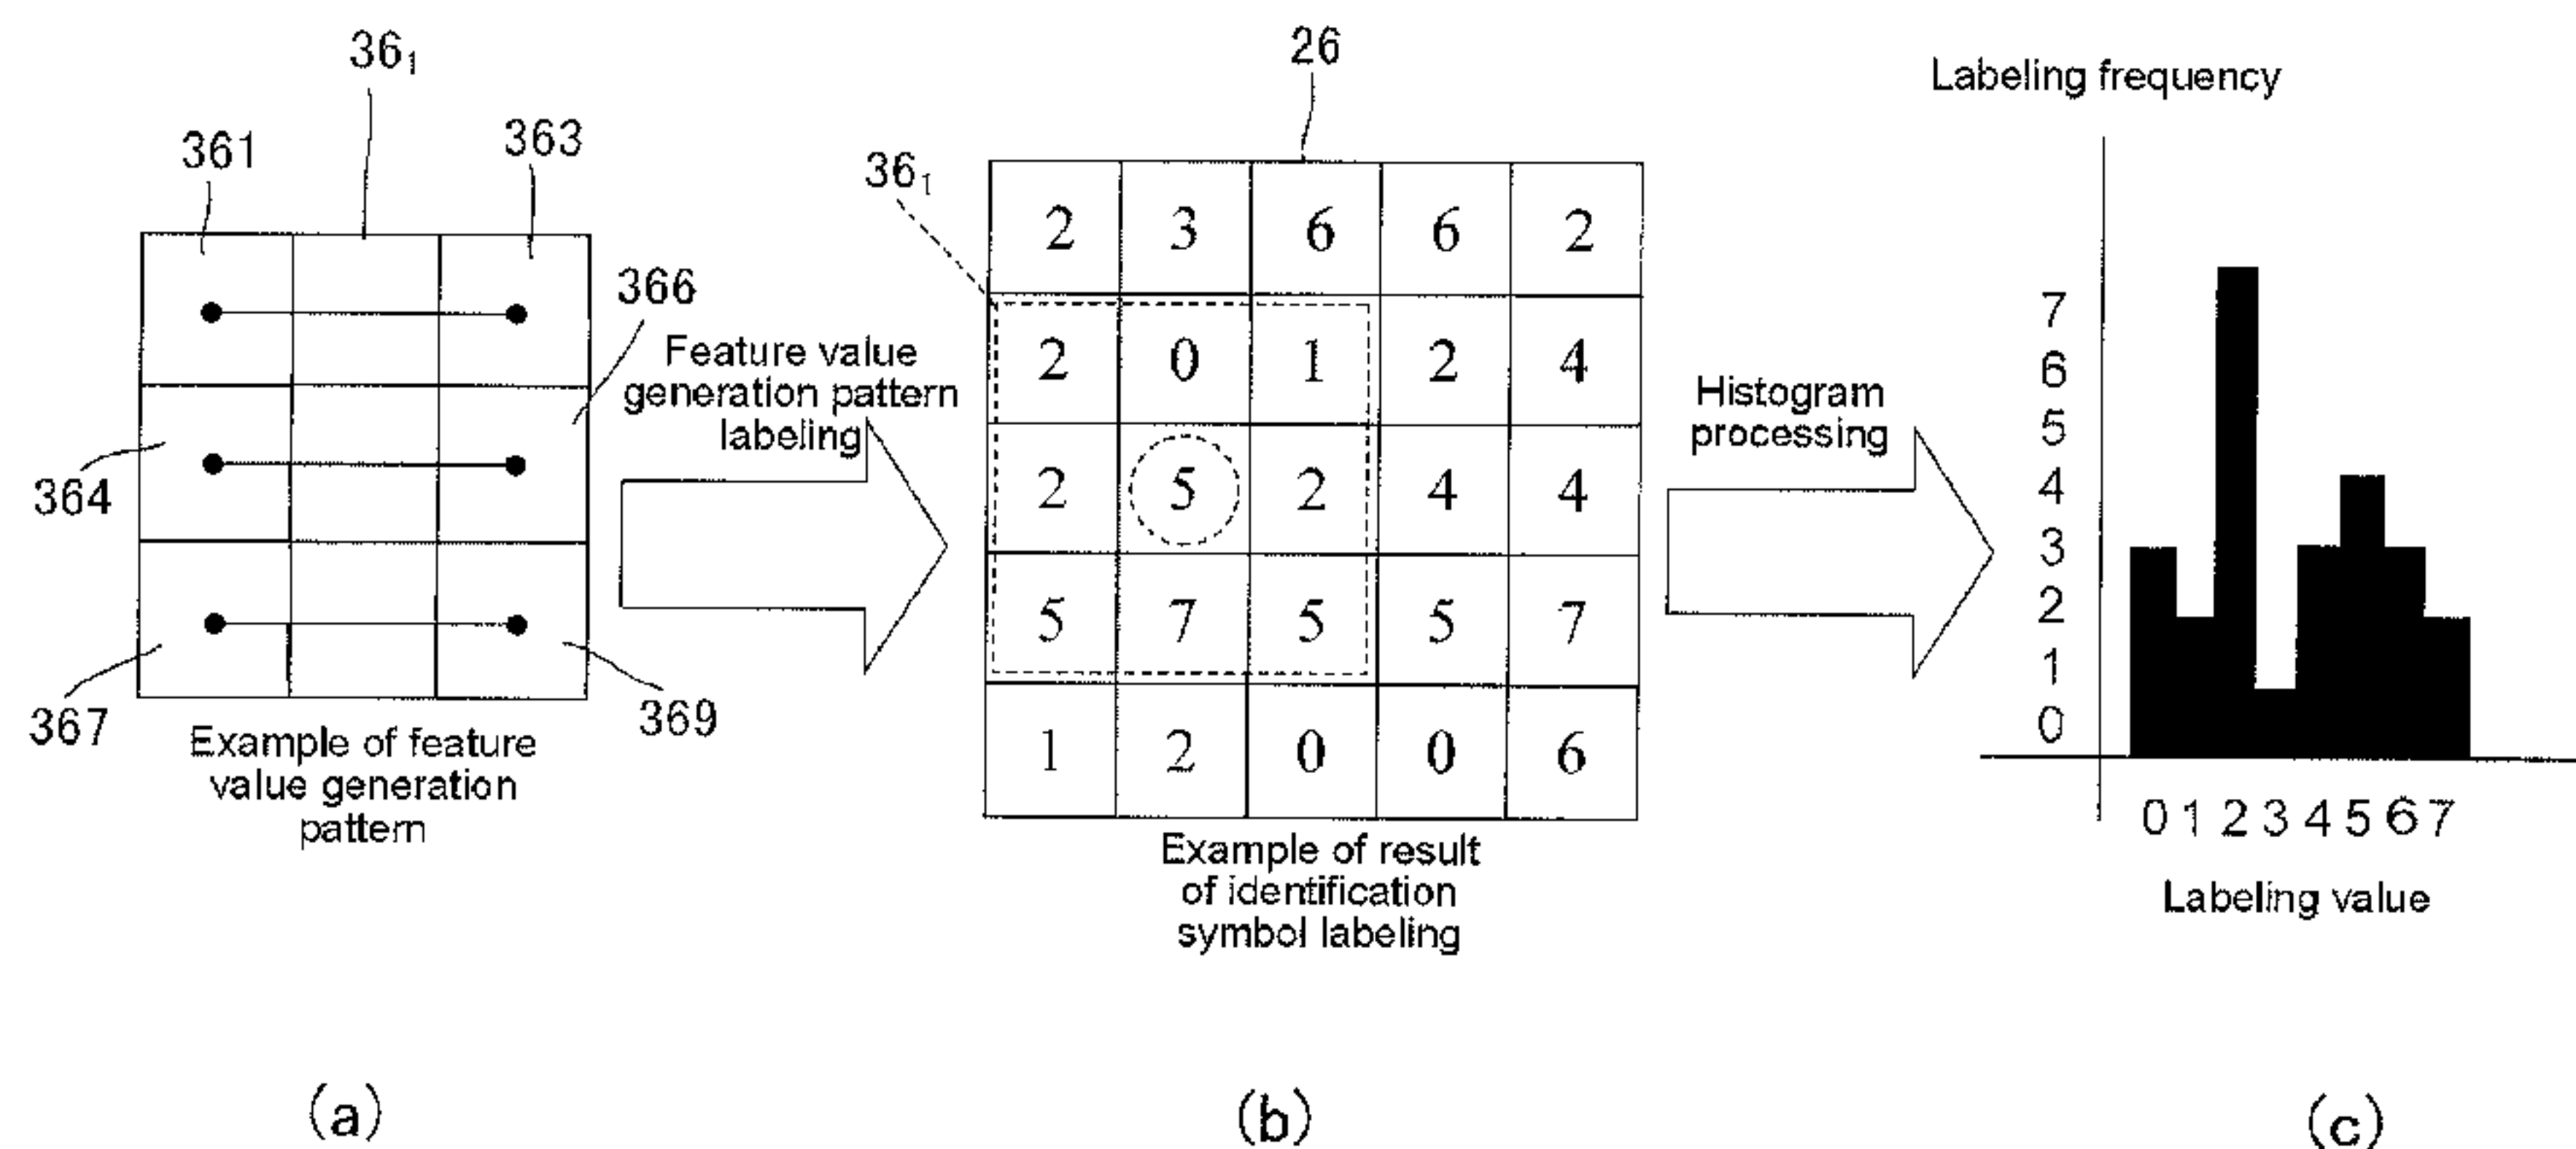 36₁
361
363
366
364
367
369
Example of feature
value generation
pattern
(a)
Feature value
generation pattern
labeling
26
36₁
2 3 6 6 2
2 0 1 2 4
2 5 2 4 4
5 7 5 5 7
1 2 0 0 6
Example of result
of identification
symbol labeling
(b)
Histogram
processing
Labeling frequency
7
6
5
4
3
2
1
0
0 1 2 3 4 5 6 7
Labeling value
(c)